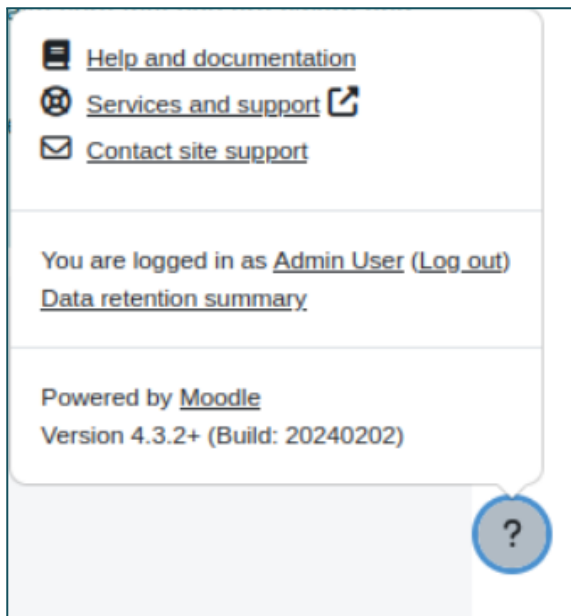 Help and documentation
Services and support
Contact site support
You are logged in as Admin User (Log out)
Data retention summary
Powered by Moodle
Version 4.3.2+ (Build: 20240202)
?